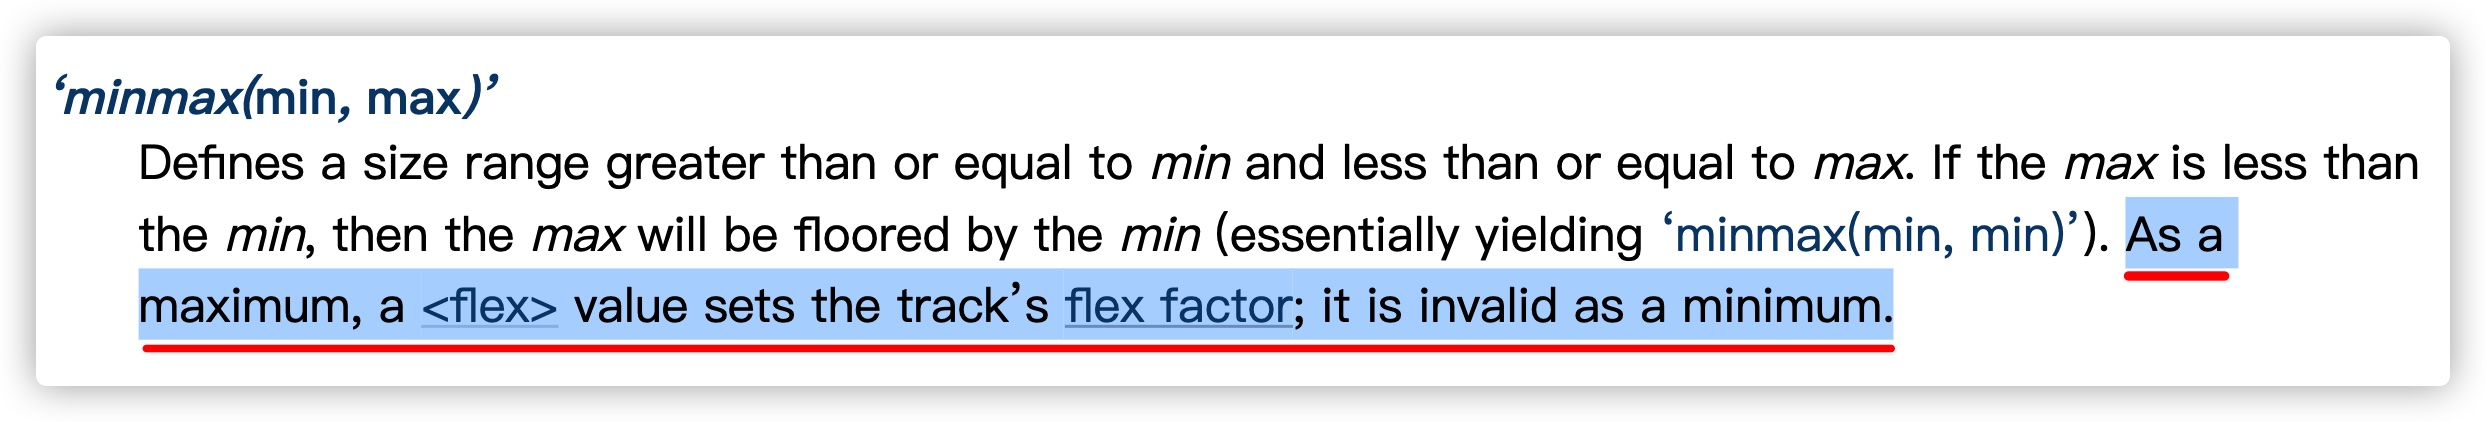 ‘minmax(min, max)’
Defines a size range greater than or equal to min and less than or equal to max. If the max is less than
the min, then the max will be floored by the min (essentially yielding ‘minmax(min, min)’). As a
maximum, a <flex> value sets the track’s flex factor; it is invalid as a minimum.